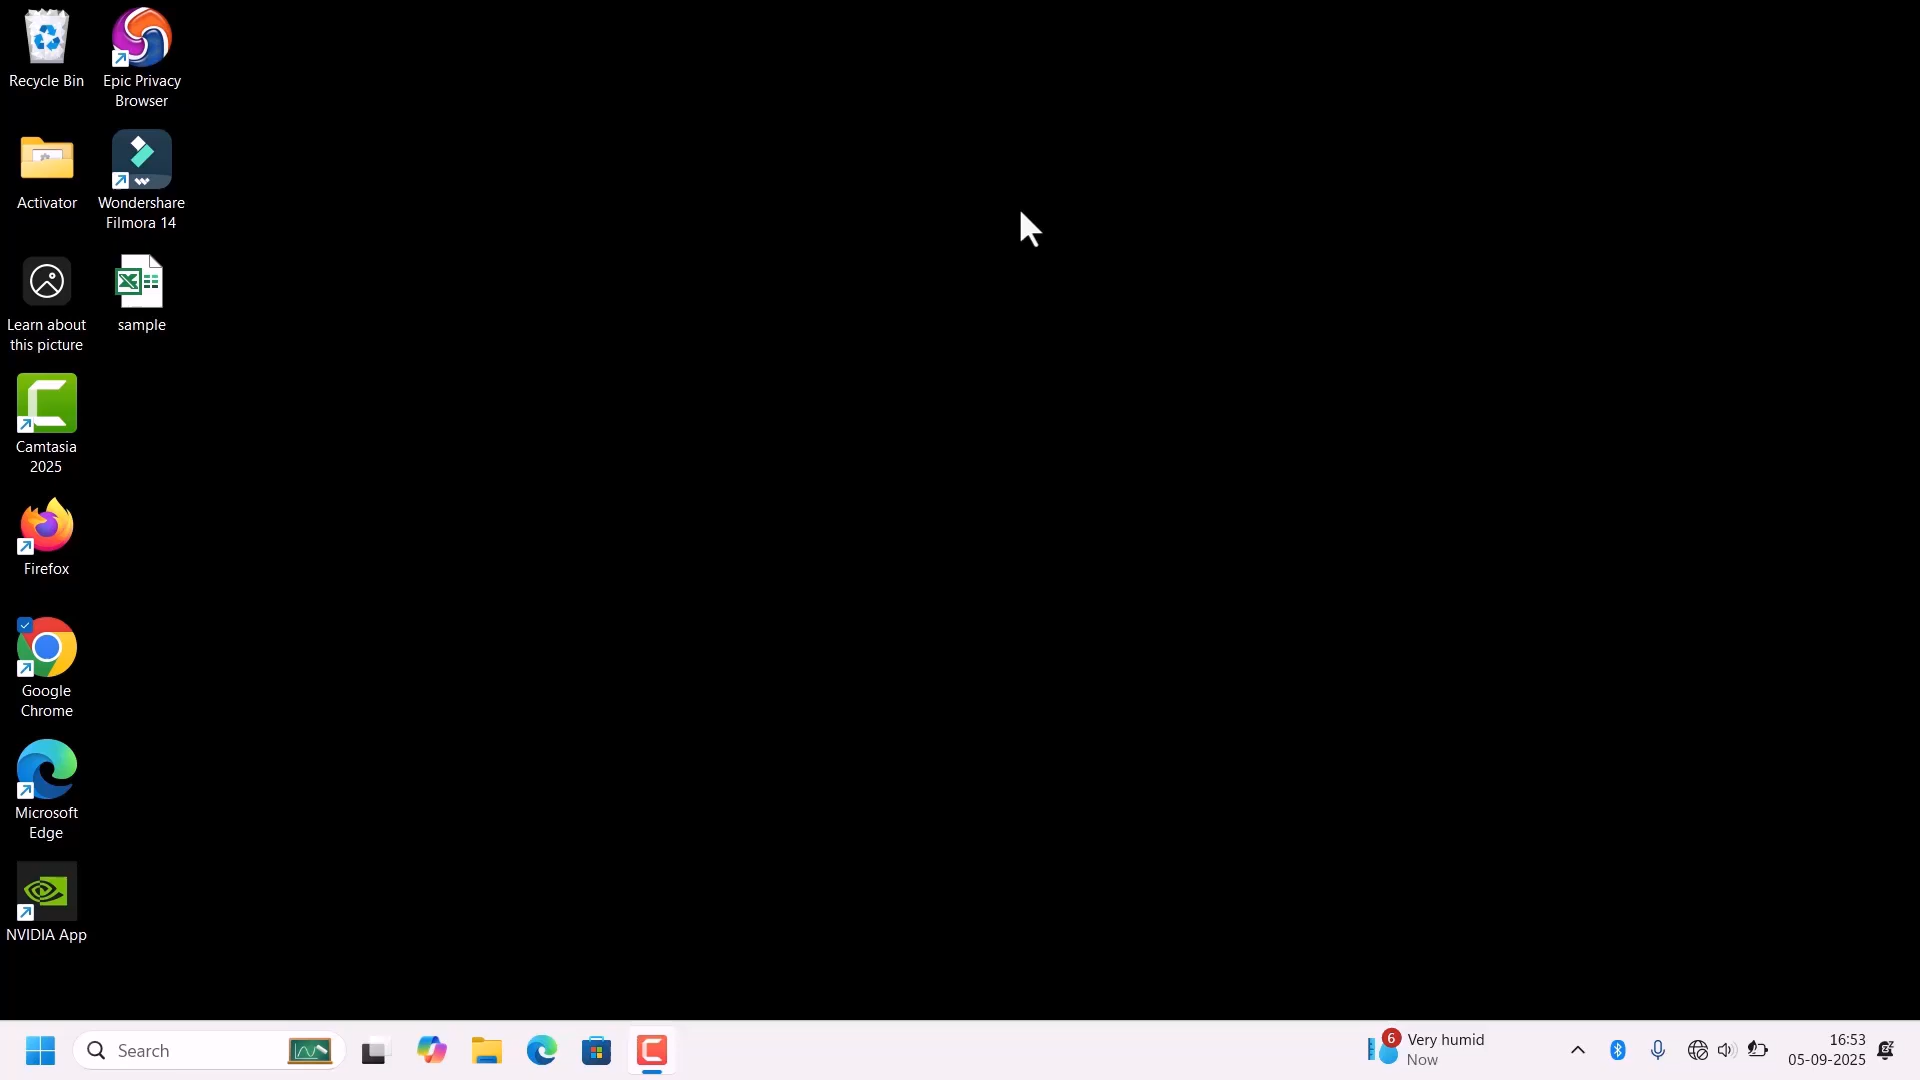 Recycle Bin
Epic Privacy
Browser
Activator
Wondershare
Filmora 14
Learn about
this picture
sample
Camtasia
2025
Firefox
Google
Chrome
Microsoft
Edge
NVIDIA App
Search
6
Very humid
Now
16:53
05-09-2025